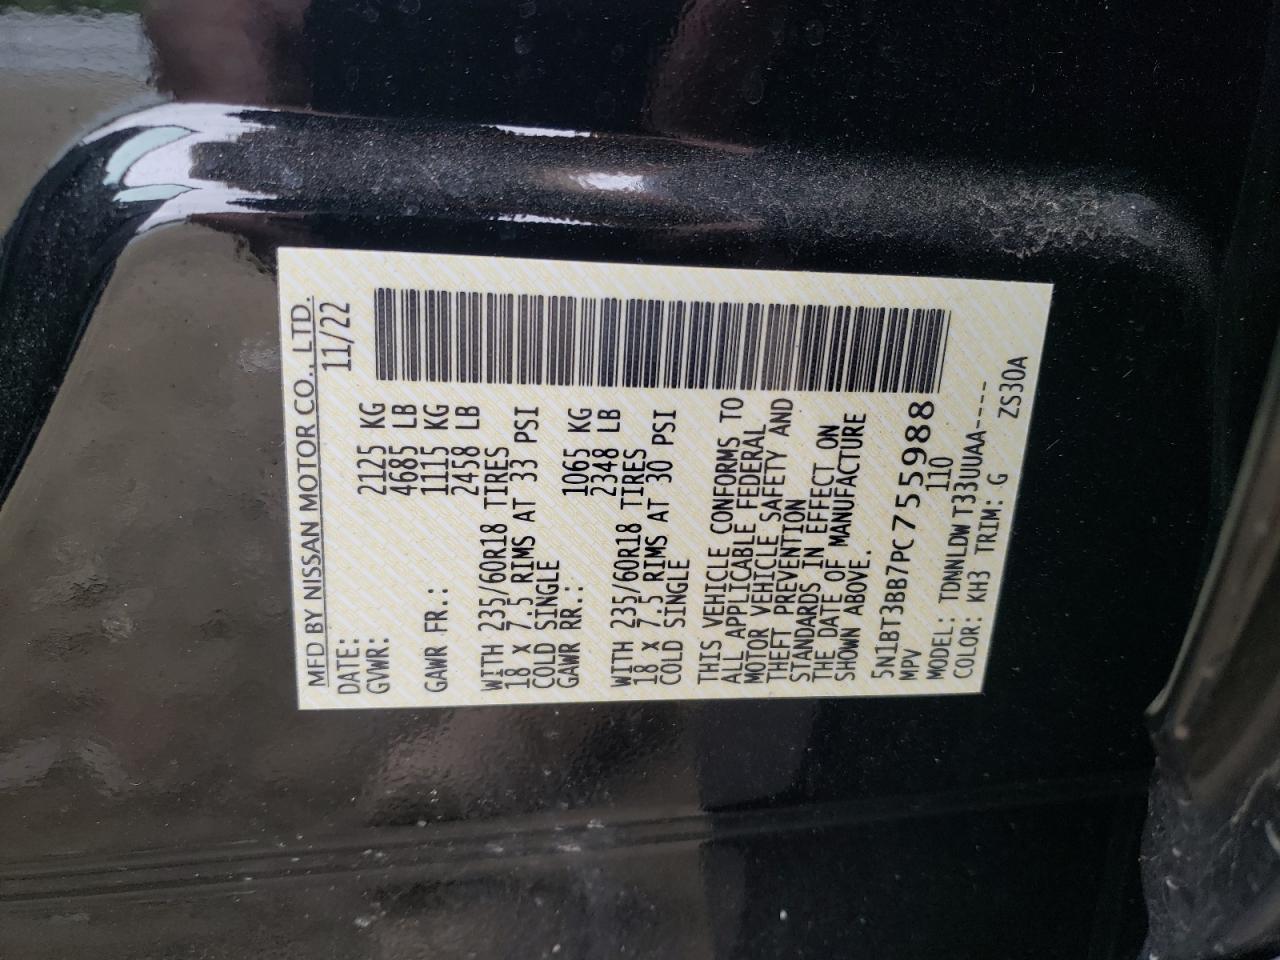 MFD BY NISSAN MOTOR CO., LTD.
DATE: 11/22
GVWR: 2125 KG
4685 LB
GAWR FR.: 1115 KG
2458 LB
WITH 235/60R18 TIRES
18 X 7.5 RIMS AT 33 PSI
COLD SINGLE
GAWR RR.: 1065 KG
2348 LB
WITH 235/60R18 TIRES
18 X 7.5 RIMS AT 30 PSI
COLD SINGLE
THIS VEHICLE CONFORMS TO
ALL APPLICABLE FEDERAL
MOTOR VEHICLE SAFETY AND
THEFT PREVENTION
STANDARDS IN EFFECT ON
THE DATE OF MANUFACTURE
SHOWN ABOVE.
5N1BT3BB7PC755988
MPV 110
MODEL: TDNNLDWT33UUAA----
COLOR: KH3 TRIM: G ZS30A